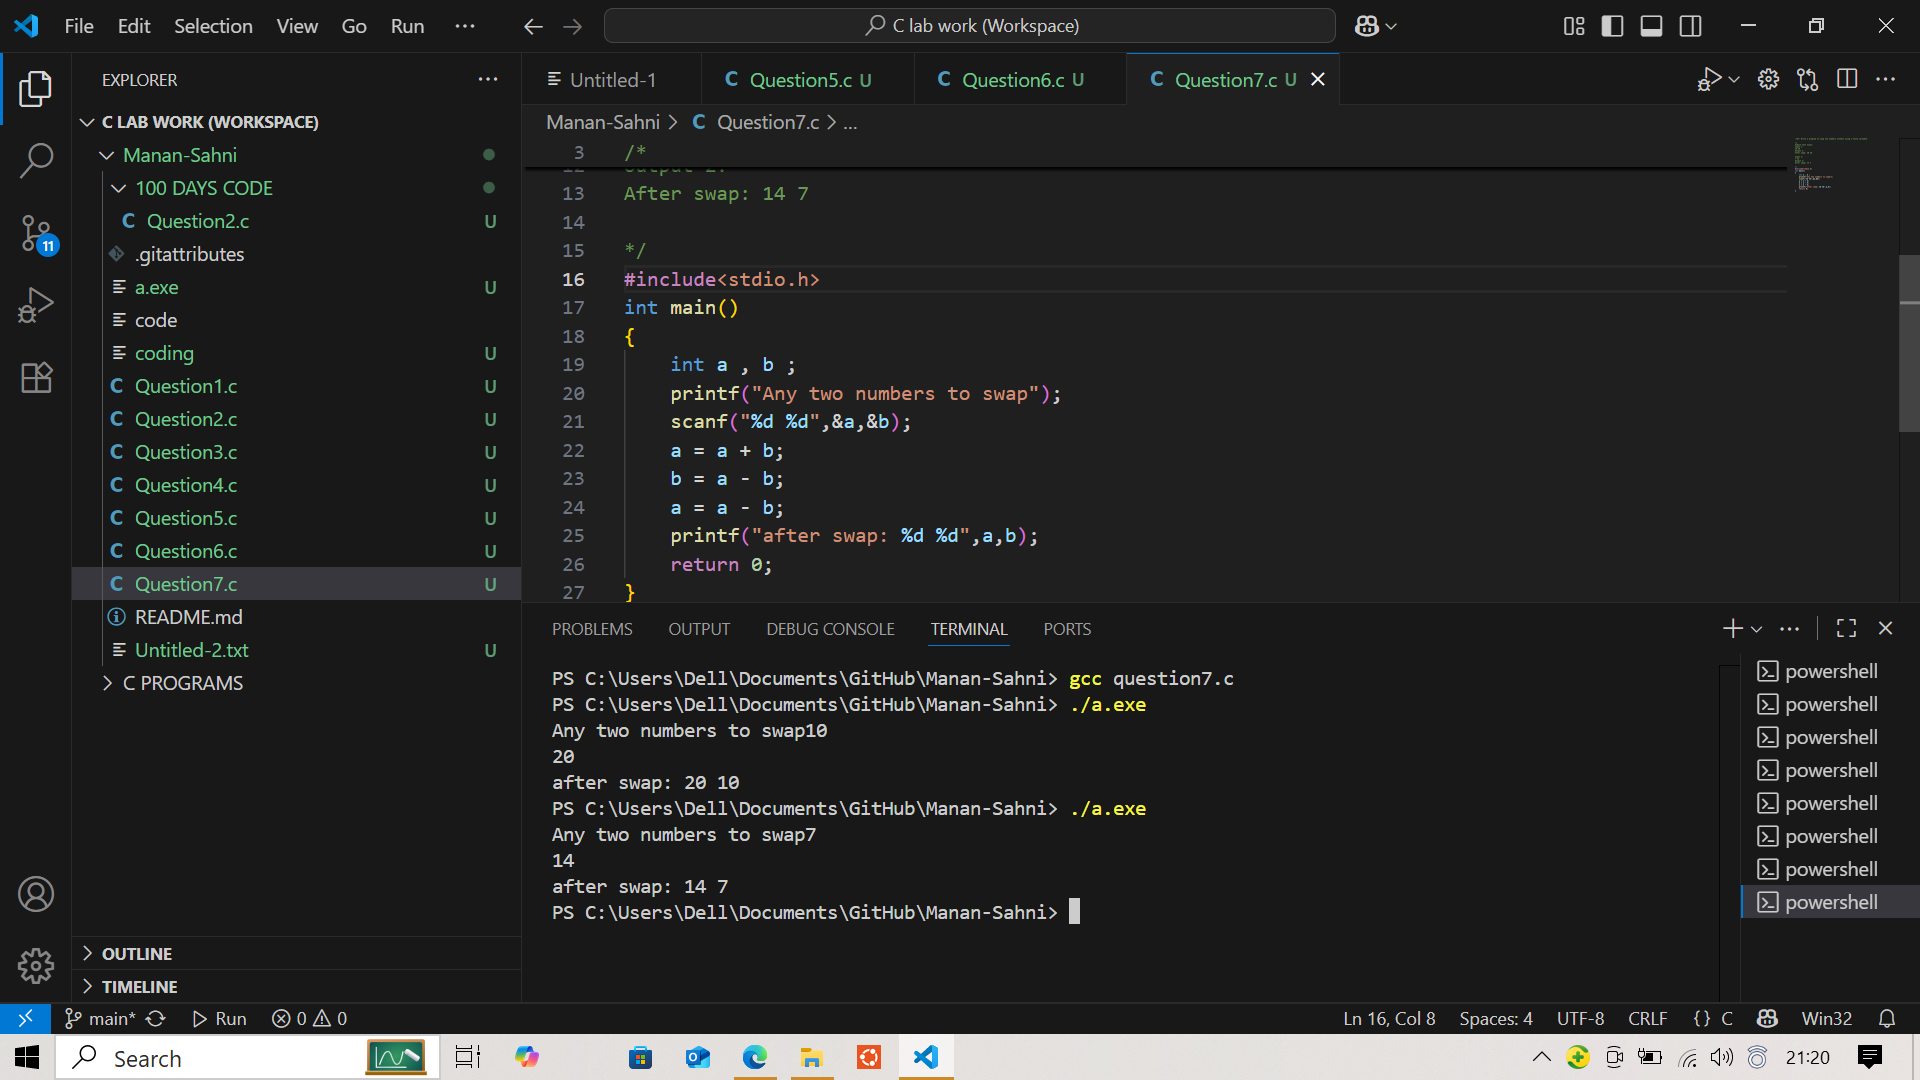 File Edit Selection View Go Run ··· C lab work (Workspace)
EXPLORER ···
C LAB WORK (WORKSPACE)
Manan-Sahni
100 DAYS CODE
C Question2.c U
.gitattributes
a.exe U
code
coding U
C Question1.c U
C Question2.c U
C Question3.c U
C Question4.c U
C Question5.c U
C Question6.c U
C Question7.c U
README.md
Untitled-2.txt U
C PROGRAMS
OUTLINE
TIMELINE
11
Untitled-1 C Question5.c U C Question6.c U C Question7.c U
Manan-Sahni > C Question7.c > ...
3 /*
13 After swap: 14 7
14
15 */
16 #include<stdio.h>
17 int main()
18 {
19 int a , b ;
20 printf("Any two numbers to swap");
21 scanf("%d %d",&a,&b);
22 a = a + b;
23 b = a - b;
24 a = a - b;
25 printf("after swap: %d %d",a,b);
26 return 0;
27 }
PROBLEMS OUTPUT DEBUG CONSOLE TERMINAL PORTS
PS C:\Users\Dell\Documents\GitHub\Manan-Sahni> gcc question7.c
PS C:\Users\Dell\Documents\GitHub\Manan-Sahni> ./a.exe
Any two numbers to swap10
20
after swap: 20 10
PS C:\Users\Dell\Documents\GitHub\Manan-Sahni> ./a.exe
Any two numbers to swap7
14
after swap: 14 7
PS C:\Users\Dell\Documents\GitHub\Manan-Sahni>
powershell
powershell
powershell
powershell
powershell
powershell
powershell
powershell
main* Run 0 0 Ln 16, Col 8 Spaces: 4 UTF-8 CRLF {} C Win32
Search 21:20